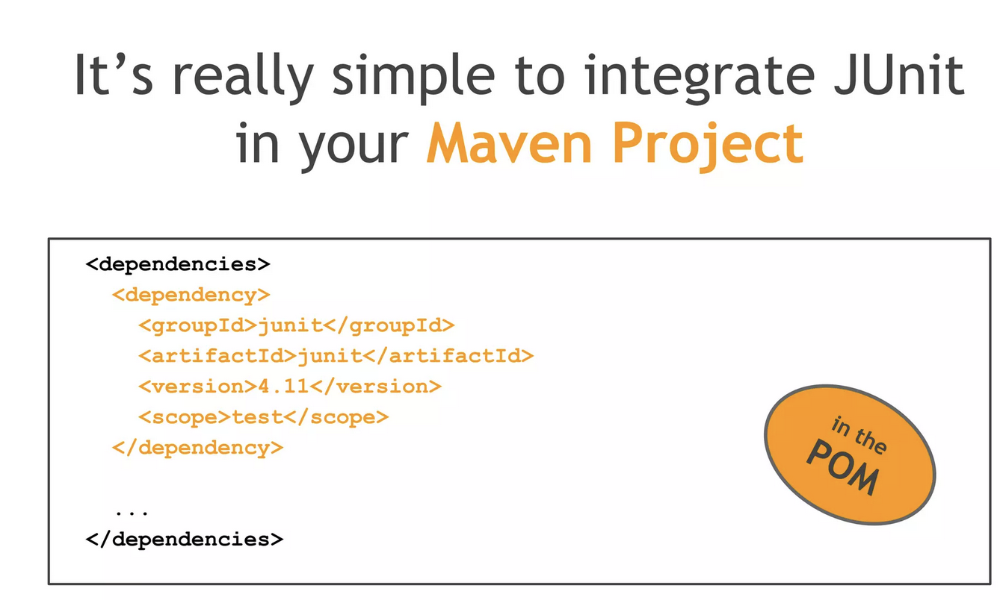 It’s really simple to integrate JUnit
in your Maven Project
<dependencies>
<dependency>
<groupId>junit</groupId>
<artifactId>junit</artifactId>
<version>4.11</version>
<scope>test</scope>
</dependency>
...
</dependencies>
in the
POM